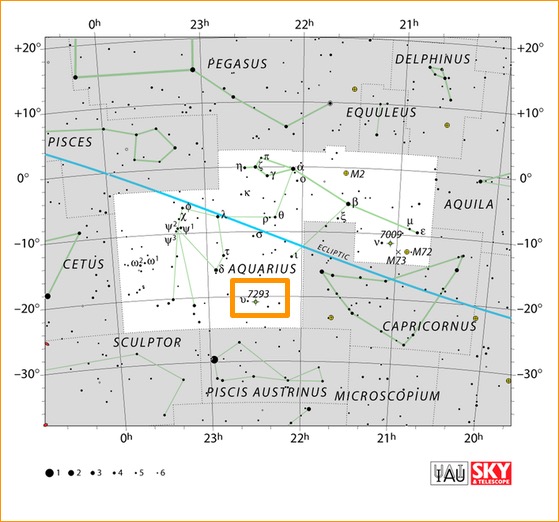 0h 23h 22h 21h
+20° +20°
PEGASUS DELPHINUS
+10° EQUULEUS +10°
PISCES
π
η ζ γ α
ο M2
0° 0°
κ β AQUILA
φ ξ
χ λ ρ θ μ
ψ² ψ¹ σ ν 7009 ε
ψ³
-10° ECLIPTIC M72 -10°
M73
CETUS ω² ω¹ τ ι
δ AQUARIUS
υ 7293
-20° -20°
CAPRICORNUS
SCULPTOR
−30° −30°
PISCIS AUSTRINUS MICROSCOPIUM
0h 23h 22h 21h 20h
1 2 3 4 5 6
IAU SKY
& TELESCOPE